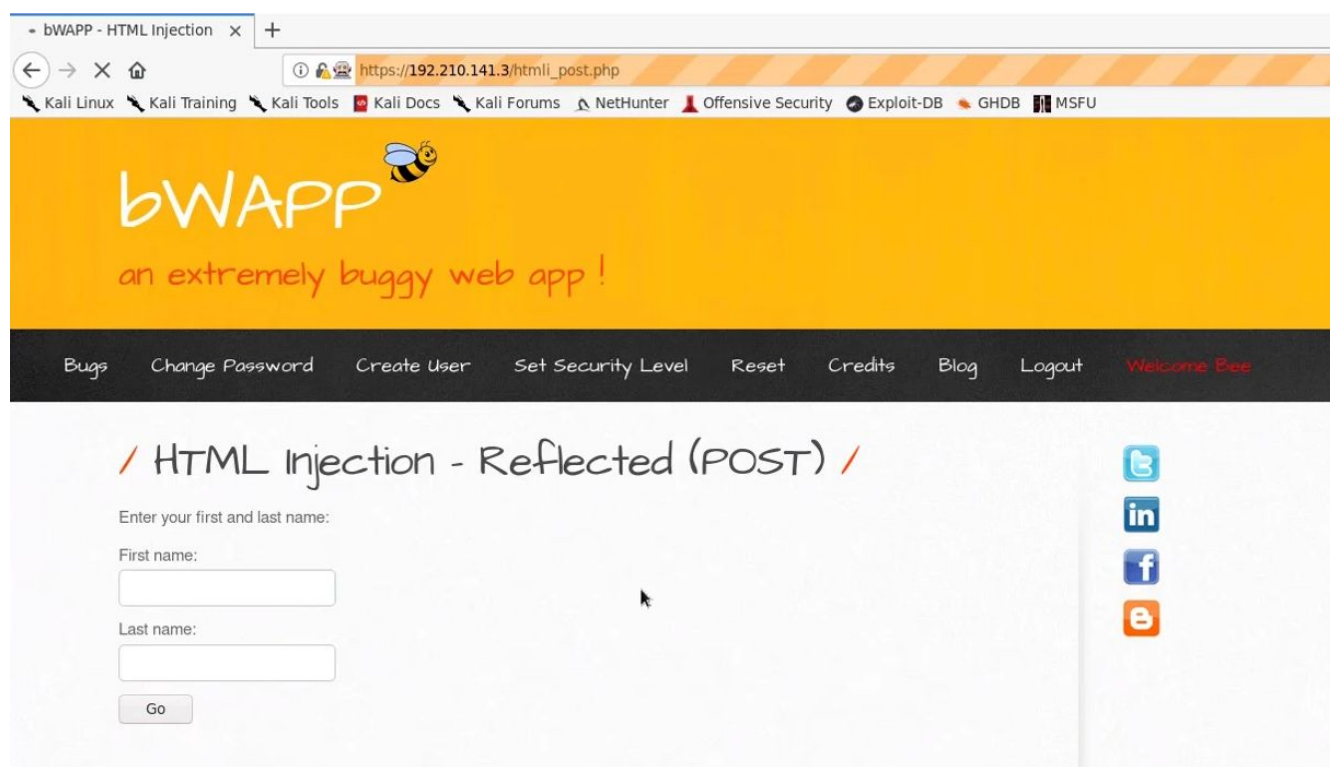 bWAPP - HTML Injection
https://192.210.141.3/htmli_post.php
Kali Linux Kali Training Kali Tools Kali Docs Kali Forums NetHunter Offensive Security Exploit-DB GHDB MSFU
bWAPP
an extremely buggy web app !
Bugs Change Password Create User Set Security Level Reset Credits Blog Logout Welcome Bee
/ HTML Injection - Reflected (POST) /
Enter your first and last name:
First name:
Last name:
Go